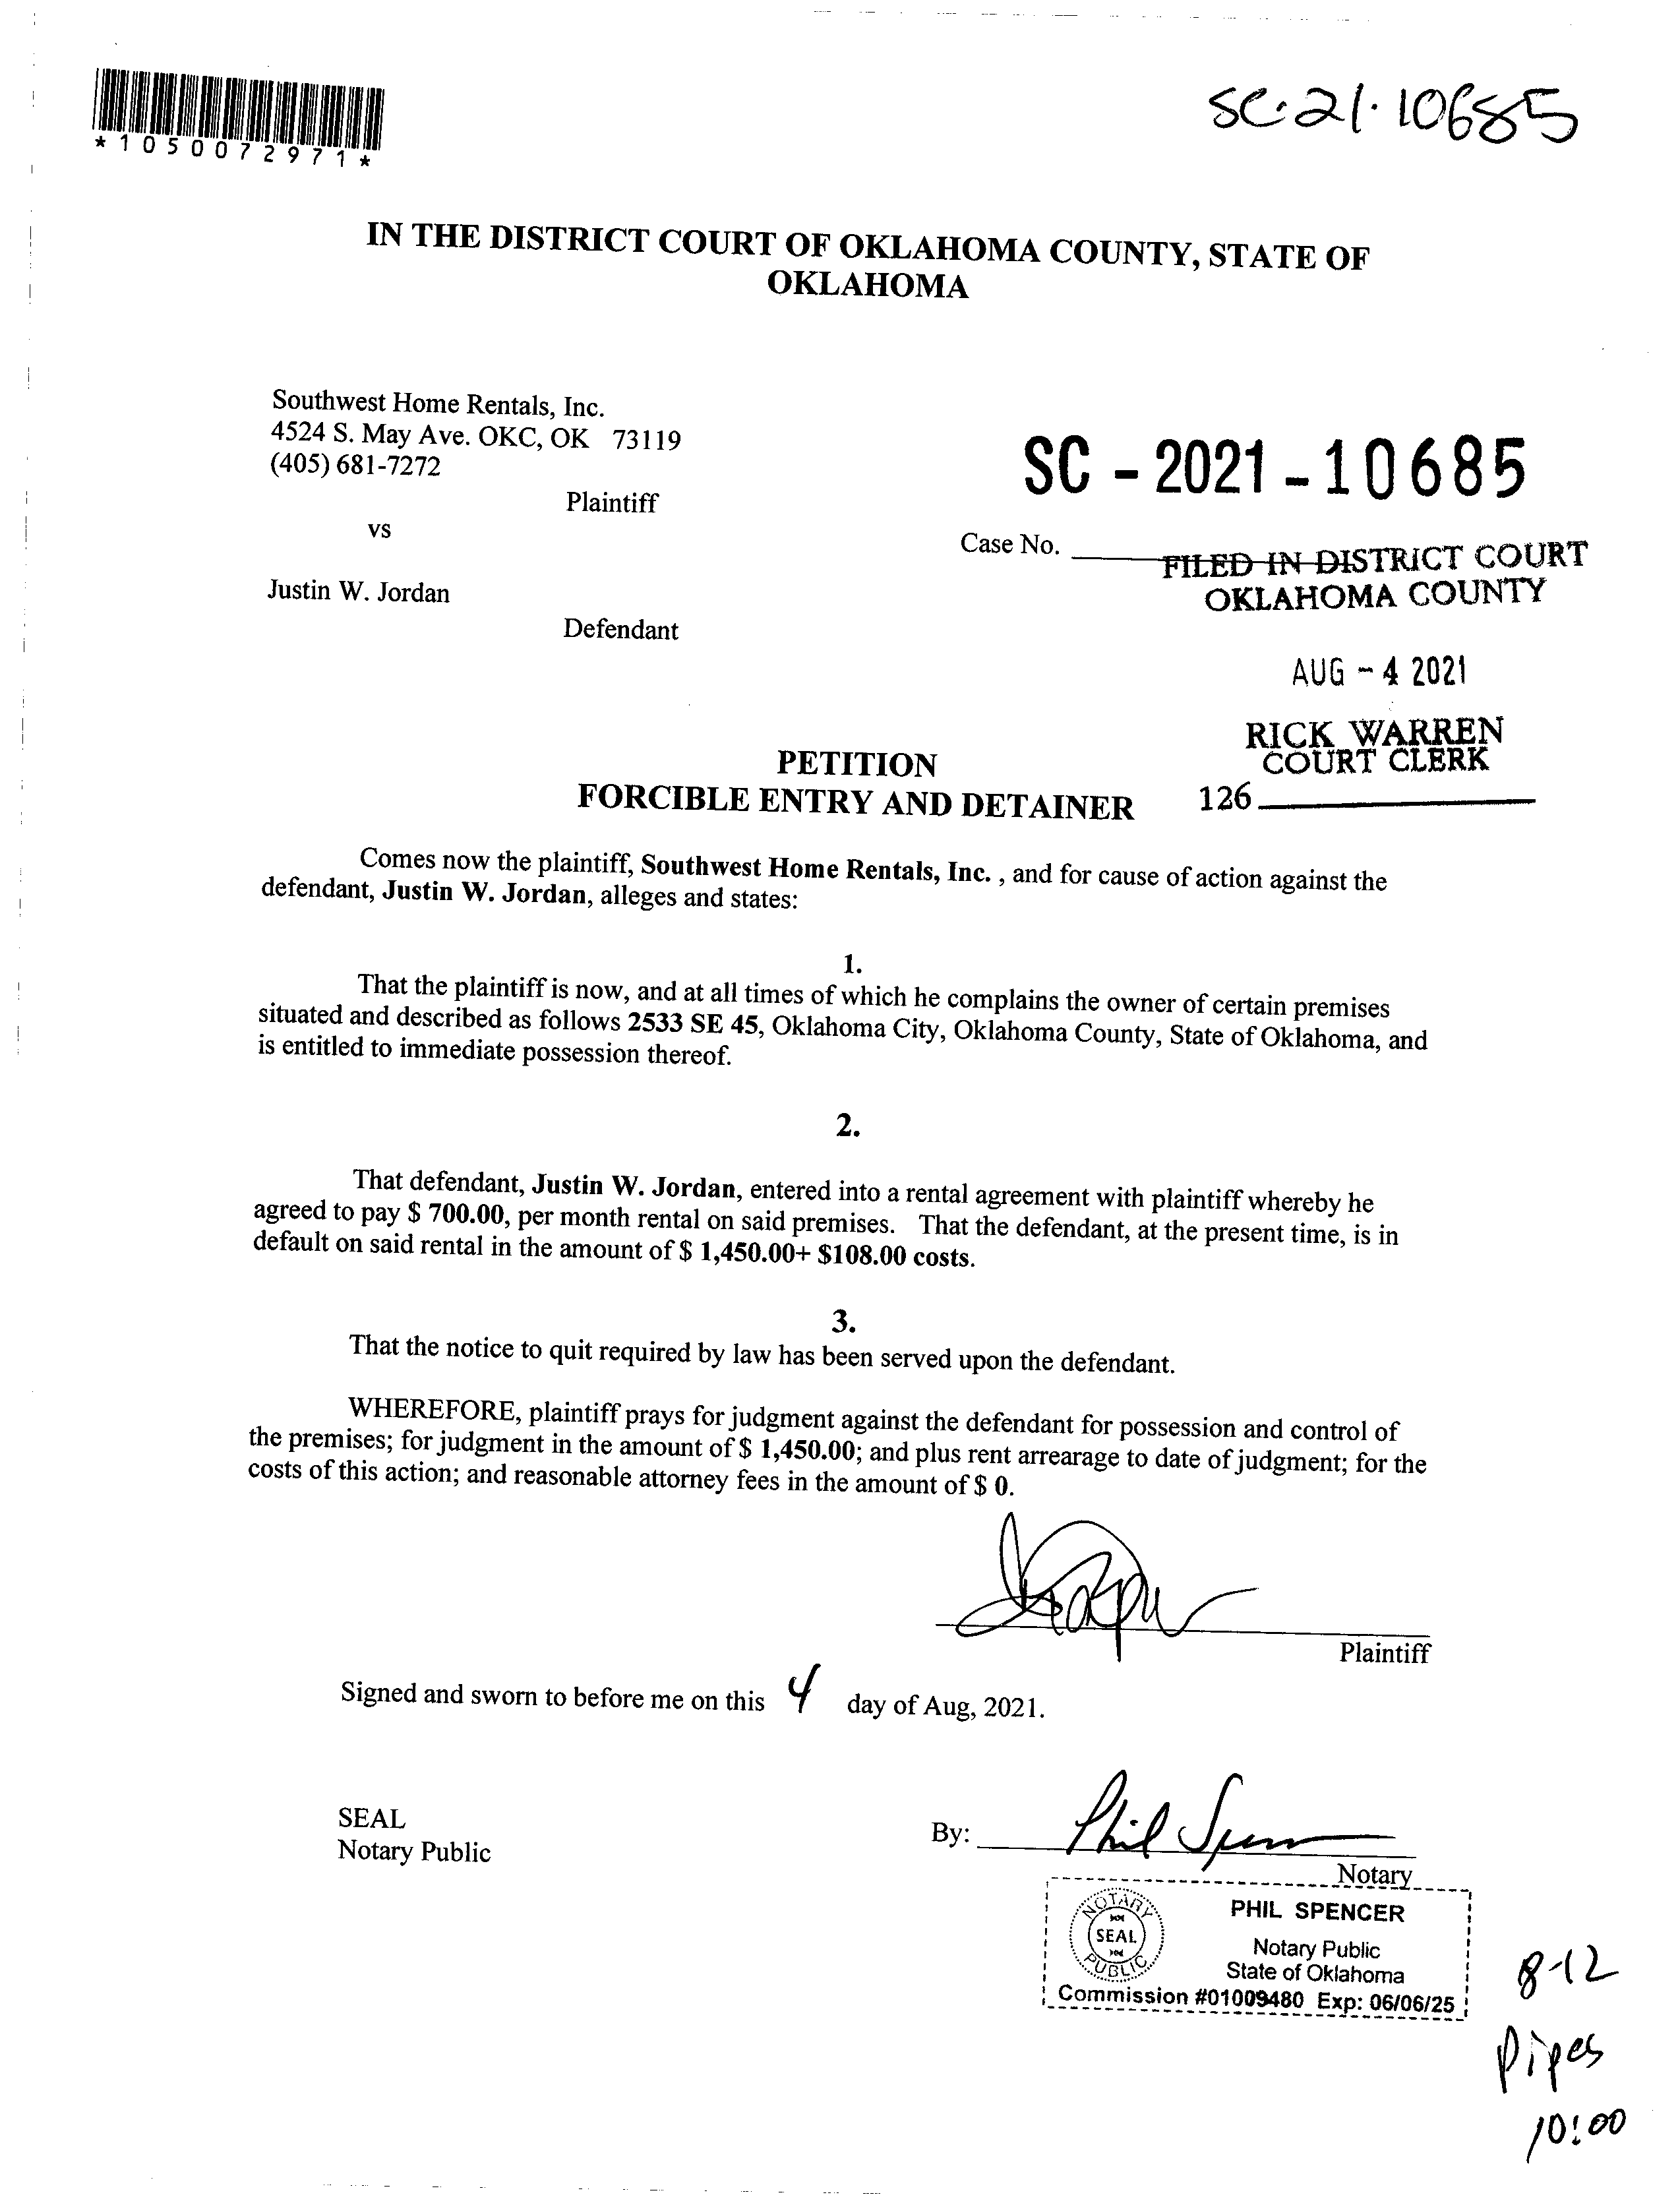 SC-21-10685
*1050072971*
IN THE DISTRICT COURT OF OKLAHOMA COUNTY, STATE OF
OKLAHOMA
Southwest Home Rentals, Inc.
4524 S. May Ave. OKC, OK 73119
(405) 681-7272
Plaintiff
vs
Justin W. Jordan
Defendant
SC - 2021 - 10685
Case No.
FILED IN DISTRICT COURT
OKLAHOMA COUNTY
AUG - 4 2021
RICK WARREN
COURT CLERK
126
PETITION
FORCIBLE ENTRY AND DETAINER
Comes now the plaintiff, Southwest Home Rentals, Inc. , and for cause of action against the
defendant, Justin W. Jordan, alleges and states:
1.
That the plaintiff is now, and at all times of which he complains the owner of certain premises
situated and described as follows 2533 SE 45, Oklahoma City, Oklahoma County, State of Oklahoma, and
is entitled to immediate possession thereof.
2.
That defendant, Justin W. Jordan, entered into a rental agreement with plaintiff whereby he
agreed to pay $ 700.00, per month rental on said premises. That the defendant, at the present time, is in
default on said rental in the amount of $ 1,450.00+ $108.00 costs.
3.
That the notice to quit required by law has been served upon the defendant.
WHEREFORE, plaintiff prays for judgment against the defendant for possession and control of
the premises; for judgment in the amount of $ 1,450.00; and plus rent arrearage to date of judgment; for the
costs of this action; and reasonable attorney fees in the amount of $ 0.
Plaintiff
Signed and sworn to before me on this 4 day of Aug, 2021.
SEAL
Notary Public
By: Phil Spencer
Notary
NOTARY
SEAL
PUBLIC
PHIL SPENCER
Notary Public
State of Oklahoma
Commission #01009480 Exp: 06/06/25
8-12
Pipes
10:00